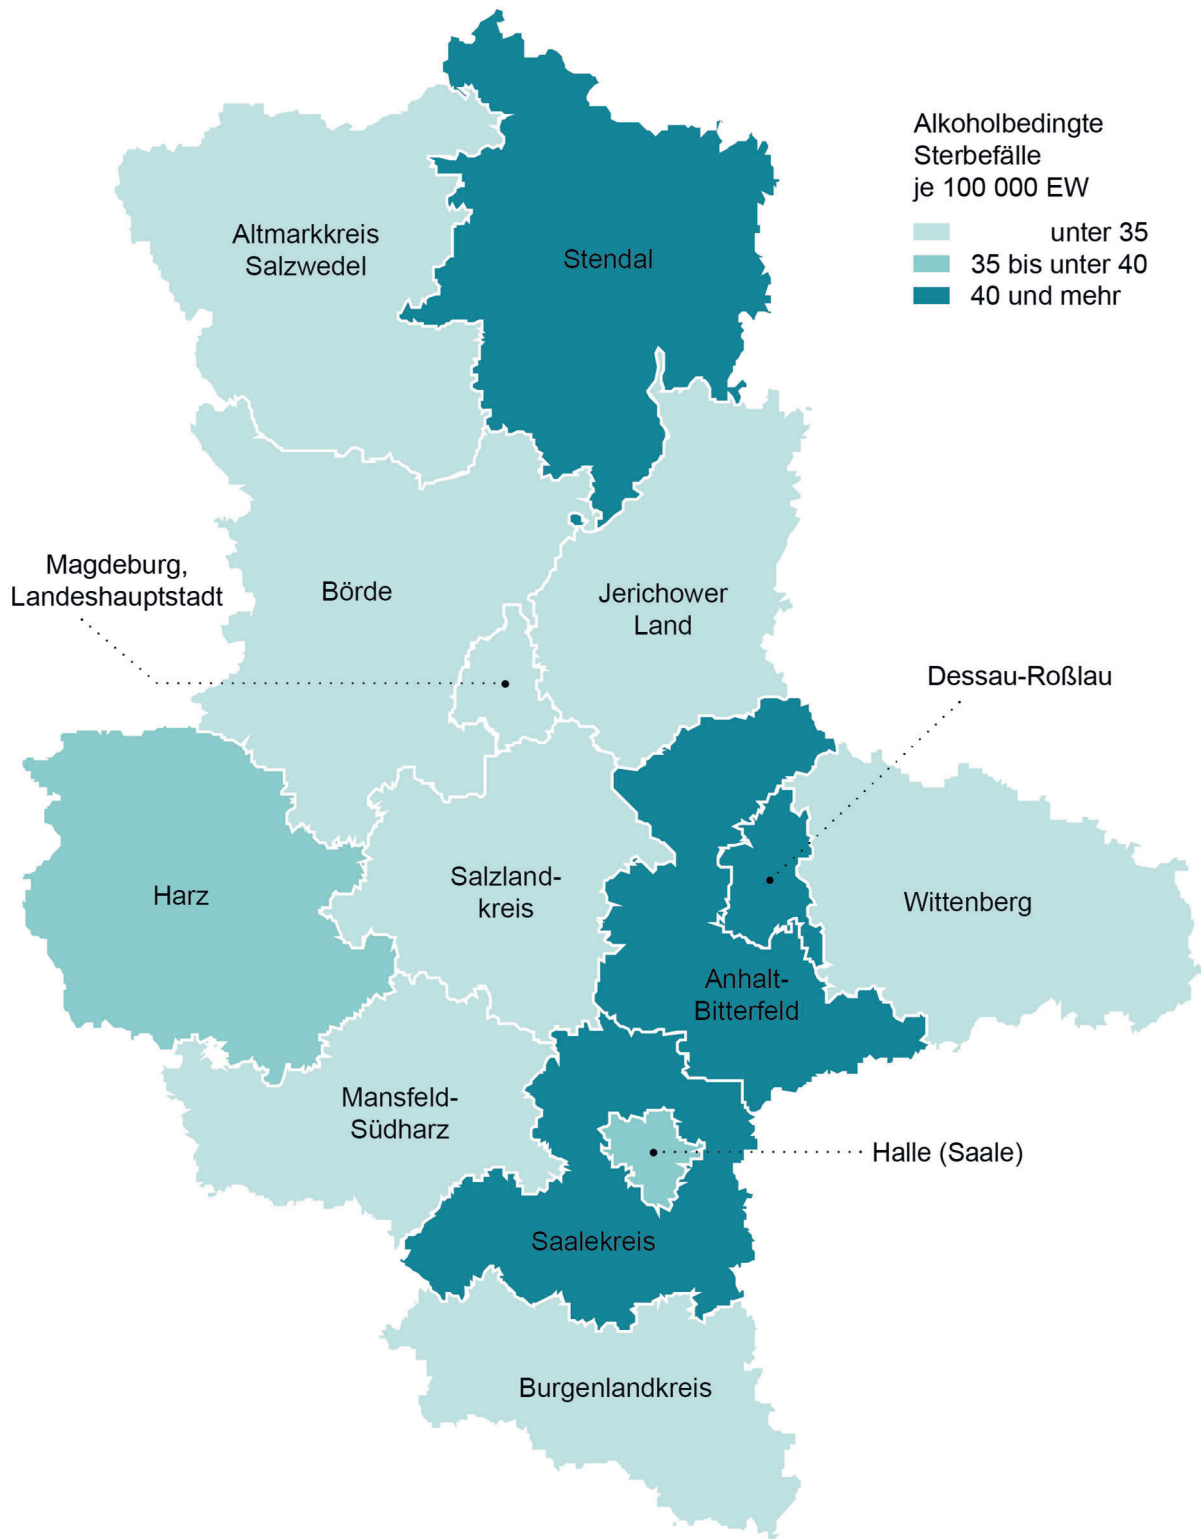 Alkoholbedingte
Sterbefälle
je 100 000 EW
unter 35
35 bis unter 40
40 und mehr
Altmarkkreis
Salzwedel
Stendal
Magdeburg,
Landeshauptstadt
Börde
Jerichower
Land
Dessau-Roßlau
Harz
Salzland-
kreis
Wittenberg
Anhalt-
Bitterfeld
Mansfeld-
Südharz
Halle (Saale)
Saalekreis
Burgenlandkreis